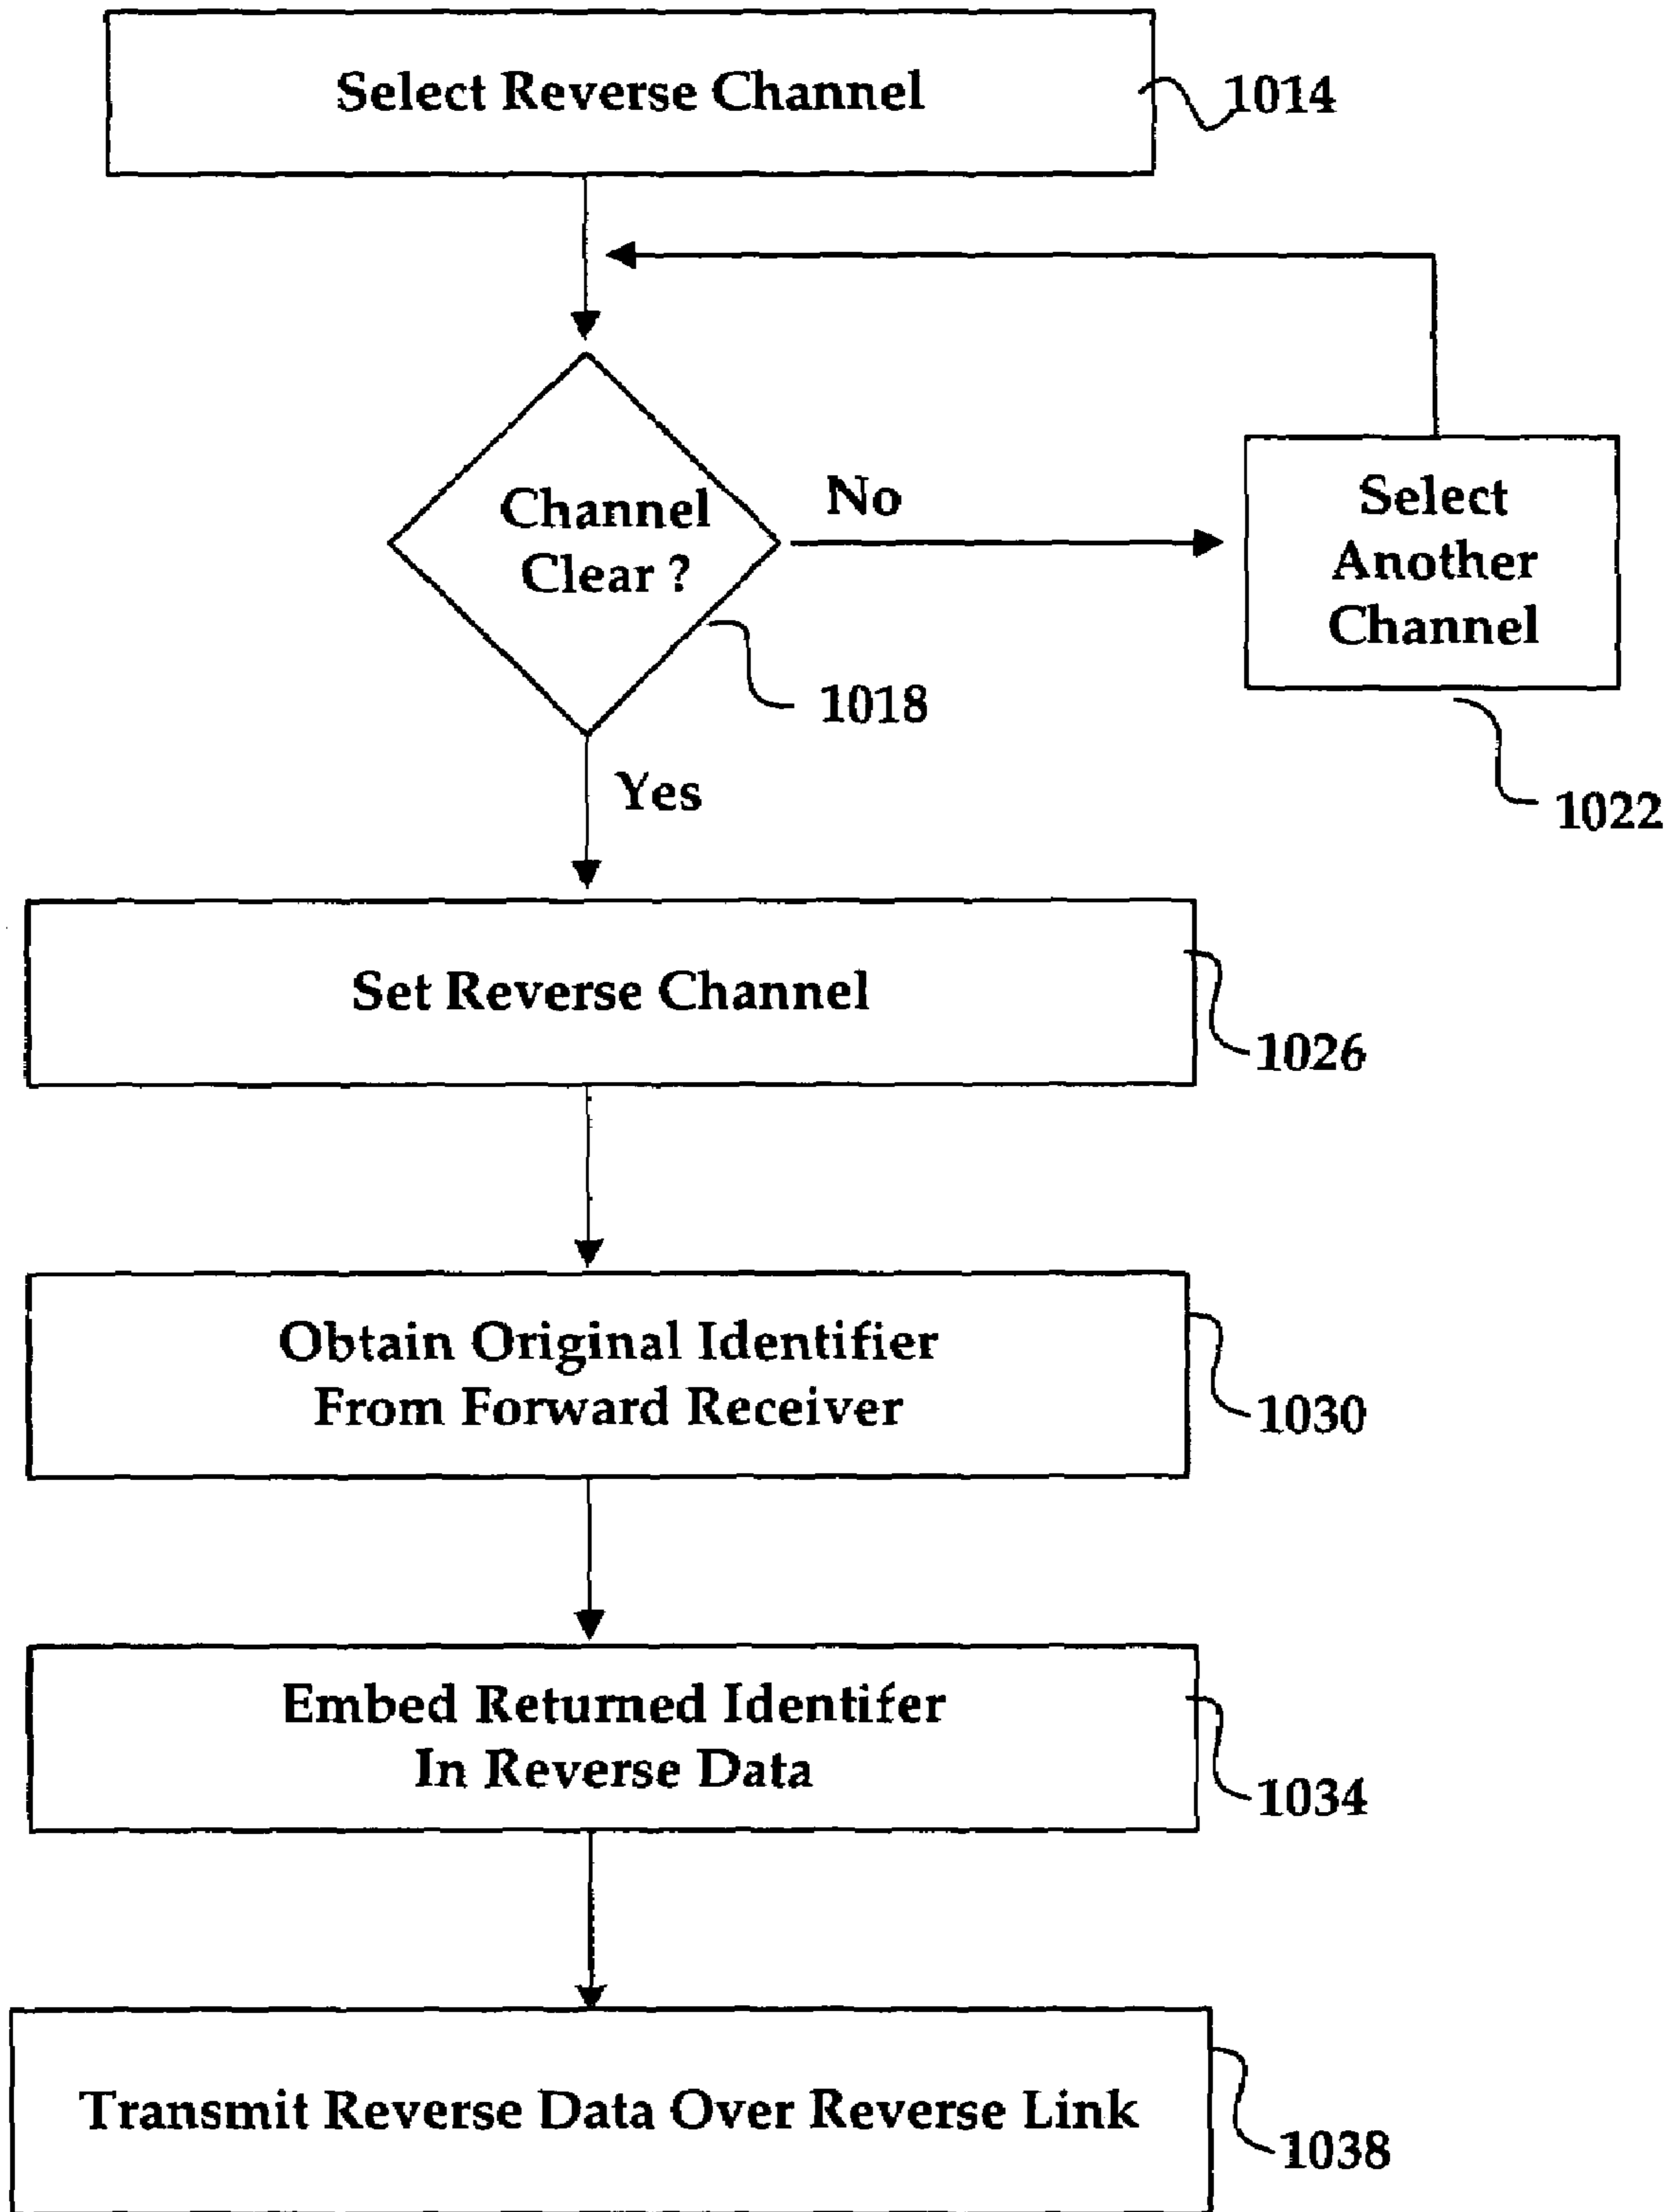 Select Reverse Channel
1014
Channel
Clear ?
No
Select
Another
Channel
1018
1022
Yes
Set Reverse Channel
1026
Obtain Original Identifier
From Forward Receiver
1030
Embed Returned Identifer
In Reverse Data
1034
Transmit Reverse Data Over Reverse Link
1038